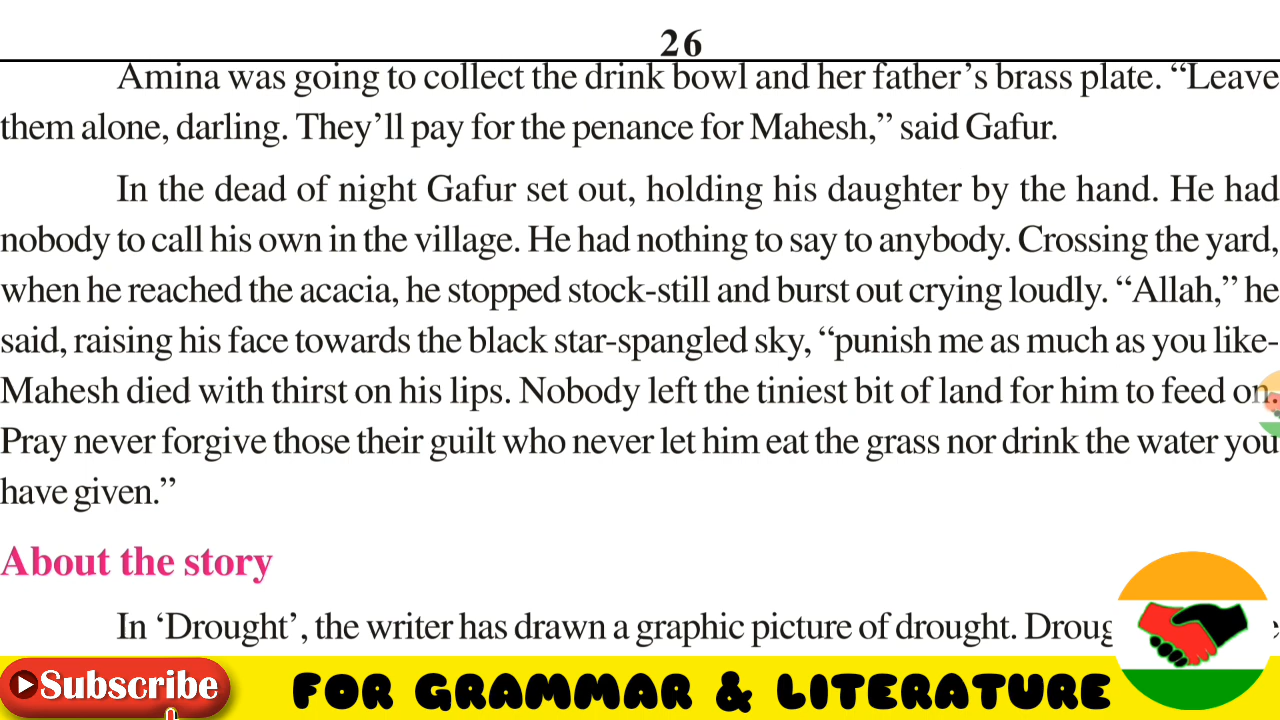 26
Amina was going to collect the drink bowl and her father’s brass plate. “Leave
them alone, darling. They’ll pay for the penance for Mahesh,” said Gafur.
In the dead of night Gafur set out, holding his daughter by the hand. He had
nobody to call his own in the village. He had nothing to say to anybody. Crossing the yard,
when he reached the acacia, he stopped stock-still and burst out crying loudly. “Allah,” he
said, raising his face towards the black star-spangled sky, “punish me as much as you like-
Mahesh died with thirst on his lips. Nobody left the tiniest bit of land for him to feed on.
Pray never forgive those their guilt who never let him eat the grass nor drink the water you
have given.”
About the story
In ‘Drought’, the writer has drawn a graphic picture of drought.
Subscribe
FOR GRAMMAR & LITERATURE